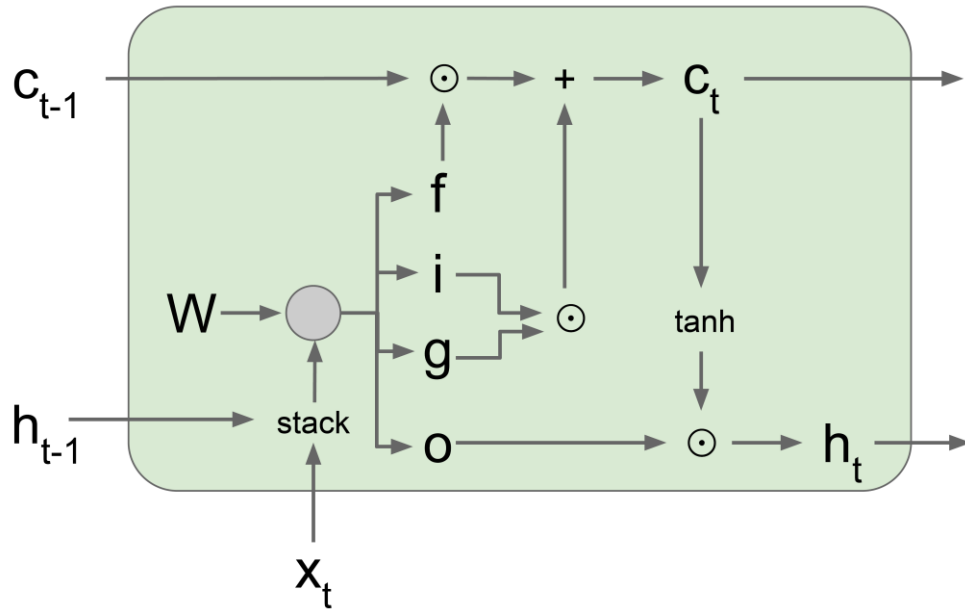 c_{t-1} ⊙ + c_t
f
i
W ⊙ tanh
g
h_{t-1} stack
o ⊙ h_t
x_t